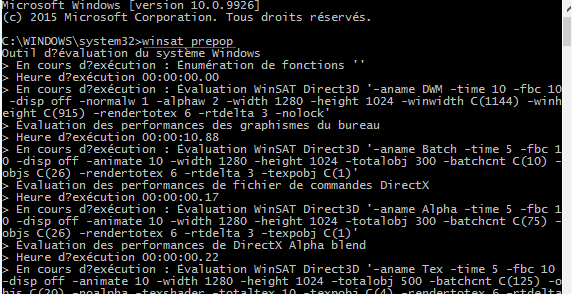 Microsoft Windows [version 10.0.9926]
(c) 2015 Microsoft Corporation. Tous droits réservés.
C:\WINDOWS\system32>winsat prepop
Outil d?évaluation du système Windows
> En cours d?exécution : Énumération de fonctions ''
> Heure d?exécution 00:00:00.00
> En cours d?exécution : Évaluation WinSAT Direct3D '-aname DWM -time 10 -fbc 10
-disp off -normalw 1 -alphaw 2 -width 1280 -height 1024 -winwidth C(1144) -winh
eight C(915) -rendertotex 6 -rtdelta 3 -nolock'
> Évaluation des performances des graphismes du bureau
> Heure d?exécution 00:00:10.88
> En cours d?exécution : Évaluation WinSAT Direct3D '-aname Batch -time 5 -fbc 1
0 -disp off -animate 10 -width 1280 -height 1024 -totalobj 300 -batchcnt C(10) -
objs C(26) -rendertotex 6 -rtdelta 3 -texpobj C(1)'
> Évaluation des performances de fichier de commandes DirectX
> Heure d?exécution 00:00:00.17
> En cours d?exécution : Évaluation WinSAT Direct3D '-aname Alpha -time 5 -fbc 1
0 -disp off -animate 10 -width 1280 -height 1024 -totalobj 300 -batchcnt C(75) -
objs C(26) -rendertotex 6 -rtdelta 3 -texpobj C(1)'
> Évaluation des performances de DirectX Alpha blend
> Heure d?exécution 00:00:00.22
> En cours d?exécution : Évaluation WinSAT Direct3D '-aname Tex -time 5 -fbc 10
-disp off -animate 10 -width 1280 -height 1024 -totalobj 500 -batchcnt C(125) -o
bjs C(20) -noalpha -texshader -totaltex 10 -texpobj C(4) -rendertotex 6 -rtdelta